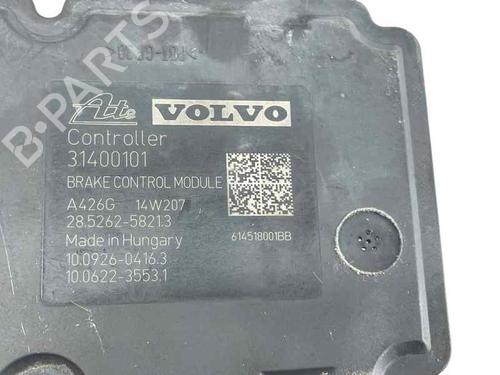 B-PARTS
Ate VOLVO
Controller
31400101
BRAKE CONTROL MODULE
A426G 14W207
28.5262-5821.3
Made in Hungary
614518001BB
10.0926-0416.3
10.0622-3553.1